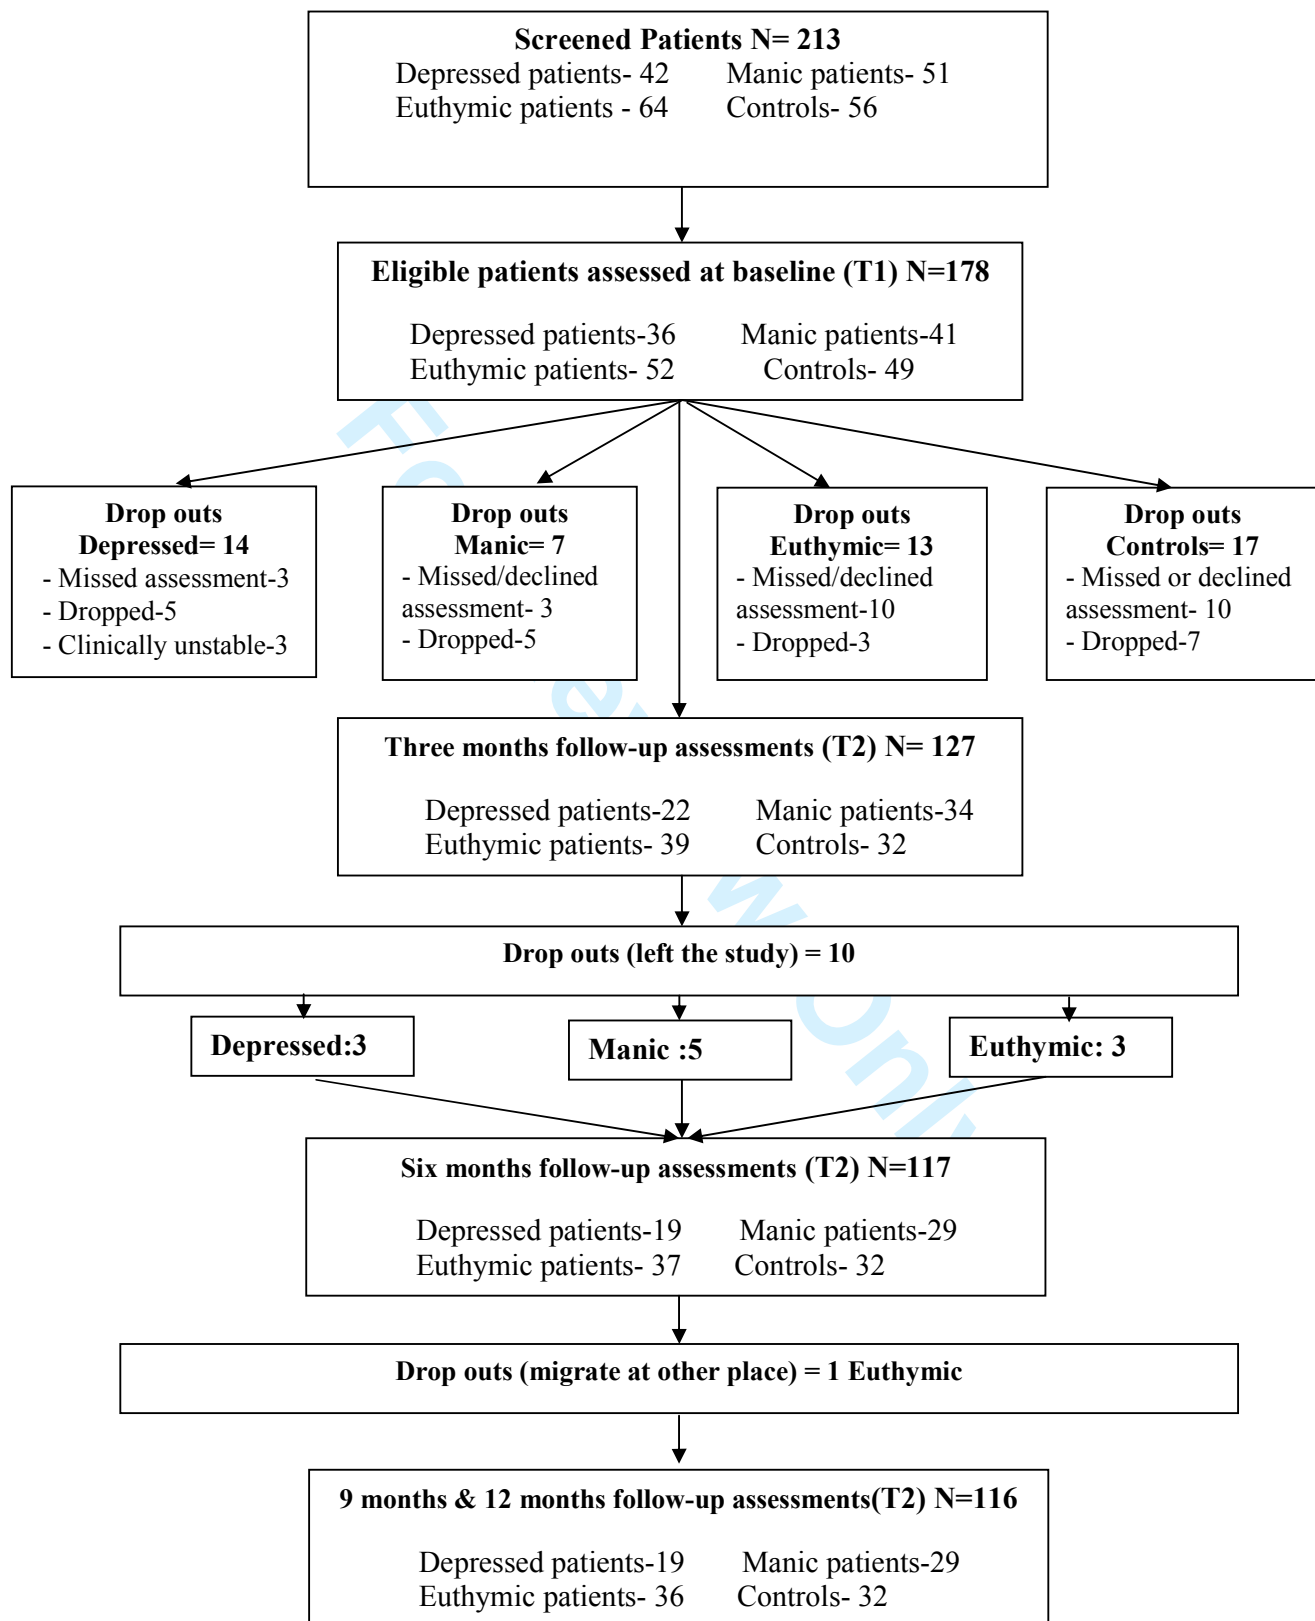 Screened Patients N= 213
Depressed patients- 42 Manic patients- 51
Euthymic patients - 64 Controls- 56
Eligible patients assessed at baseline (T1) N=178
Depressed patients-36 Manic patients-41
Euthymic patients- 52 Controls- 49
Drop outs
Depressed= 14
- Missed assessment-3
- Dropped-5
- Clinically unstable-3
Drop outs
Manic= 7
- Missed/declined
assessment- 3
- Dropped-5
Drop outs
Euthymic= 13
- Missed/declined
assessment-10
- Dropped-3
Drop outs
Controls= 17
- Missed or declined
assessment- 10
- Dropped-7
Three months follow-up assessments (T2) N= 127
Depressed patients-22 Manic patients-34
Euthymic patients- 39 Controls- 32
Drop outs (left the study) = 10
Depressed:3
Manic :5
Euthymic: 3
Six months follow-up assessments (T2) N=117
Depressed patients-19 Manic patients-29
Euthymic patients- 37 Controls- 32
Drop outs (migrate at other place) = 1 Euthymic
9 months & 12 months follow-up assessments(T2) N=116
Depressed patients-19 Manic patients-29
Euthymic patients- 36 Controls- 32